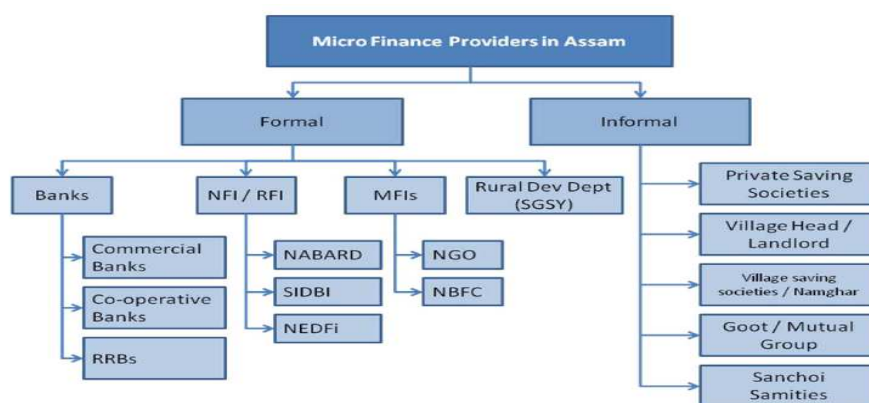 Micro Finance Providers in Assam
Formal
Informal
Banks
NFI / RFI
MFIs
Rural Dev Dept
(SGSY)
Commercial
Banks
Co-operative
Banks
RRBs
NABARD
SIDBI
NEDFi
NGO
NBFC
Private Saving
Societies
Village Head /
Landlord
Village saving
societies / Namghar
Goot / Mutual
Group
Sanchoi
Samities